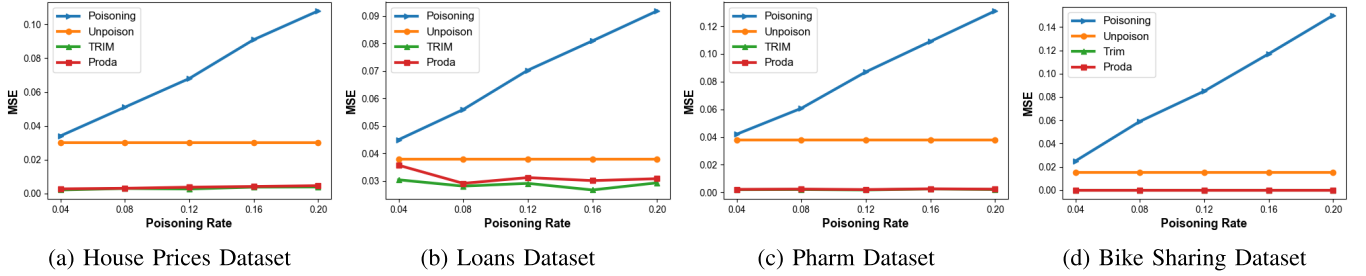 Poisoning
Unpoison
TRIM
Proda
MSE
0.10
0.08
0.06
0.04
0.02
0.00
0.04 0.08 0.12 0.16 0.20
Poisoning Rate
(a) House Prices Dataset
Poisoning
Unpoison
TRIM
Proda
MSE
0.09
0.08
0.07
0.06
0.05
0.04
0.03
0.04 0.08 0.12 0.16 0.20
Poisoning Rate
(b) Loans Dataset
Poisoning
Unpoison
TRIM
Proda
MSE
0.12
0.10
0.08
0.06
0.04
0.02
0.00
0.04 0.08 0.12 0.16 0.20
Poisoning Rate
(c) Pharm Dataset
Poisoning
Unpoison
Trim
Proda
MSE
0.14
0.12
0.10
0.08
0.06
0.04
0.02
0.00
0.04 0.08 0.12 0.16 0.20
Poisoning Rate
(d) Bike Sharing Dataset